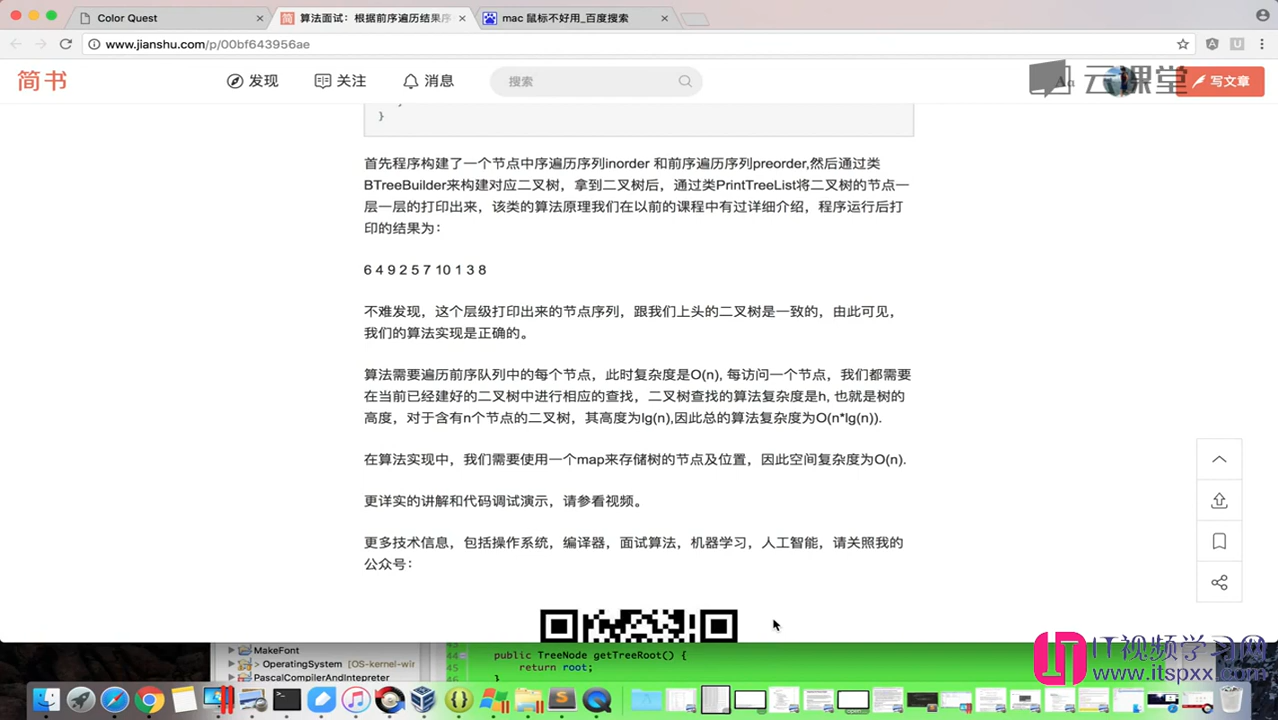 Color Quest
算法面试：根据前序遍历结果序
mac 鼠标不好用_百度搜索
www.jianshu.com/p/00bf643956ae
简书
发现
关注
消息
搜索
云课堂
写文章
}
首先程序构建了一个节点中序遍历序列inorder 和前序遍历序列preorder,然后通过类
BTreeBuilder来构建对应二叉树，拿到二叉树后，通过类PrintTreeList将二叉树的节点一
层一层的打印出来，该类的算法原理我们在以前的课程中有过详细介绍，程序运行后打
印的结果为：
6 4 9 2 5 7 10 1 3 8
不难发现，这个层级打印出来的节点序列，跟我们上头的二叉树是一致的，由此可见，
我们的算法实现是正确的。
算法需要遍历前序队列中的每个节点，此时复杂度是O(n), 每访问一个节点，我们都需要
在当前已经建好的二叉树中进行相应的查找，二叉树查找的算法复杂度是h, 也就是树的
高度，对于含有n个节点的二叉树，其高度为lg(n),因此总的算法复杂度为O(n*lg(n)).
在算法实现中，我们需要使用一个map来存储树的节点及位置，因此空间复杂度为O(n).
更详实的讲解和代码调试演示，请参看视频。
更多技术信息，包括操作系统，编译器，面试算法，机器学习，人工智能，请关照我的
公众号：
MakeFont
> OperatingSystem [OS-kernel-wir
PascalCompilerAndInterpreter
44 public TreeNode getTreeRoot() {
45 return root;
46 }
IT视频学习网
www.itspxx.com